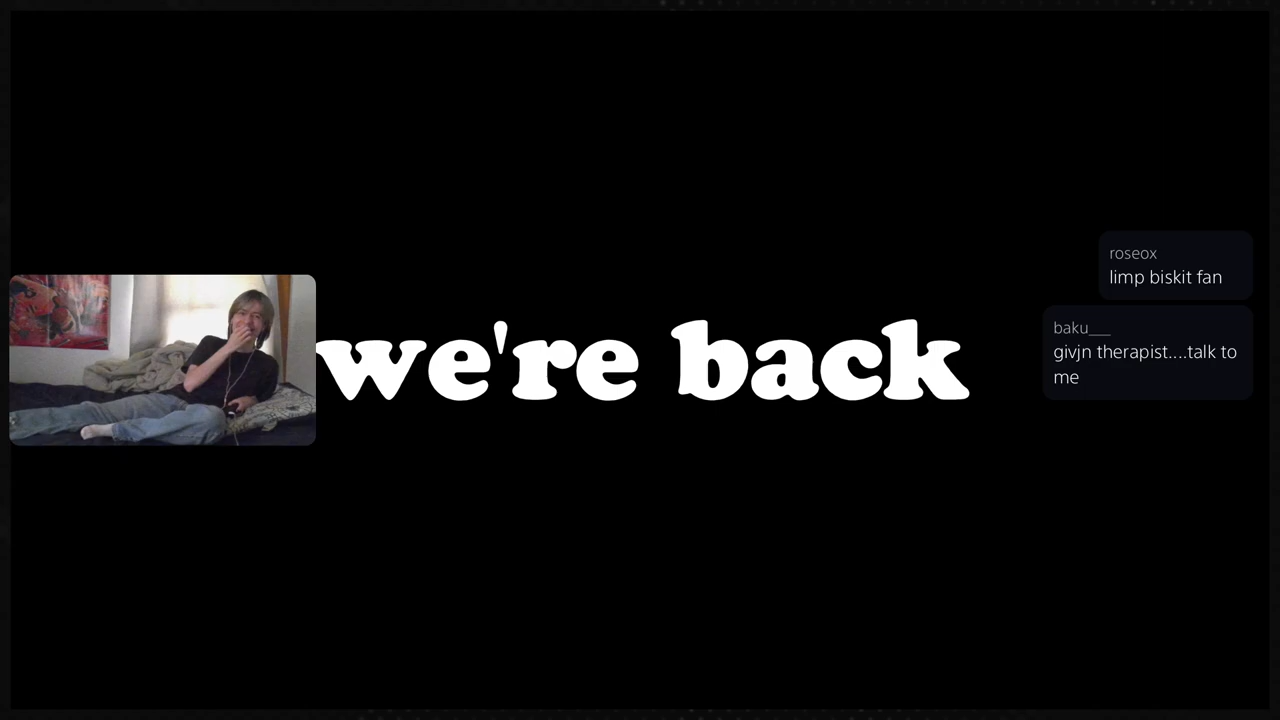 we're back
roseox
limp biskit fan
baku___
givjn therapist....talk to
me